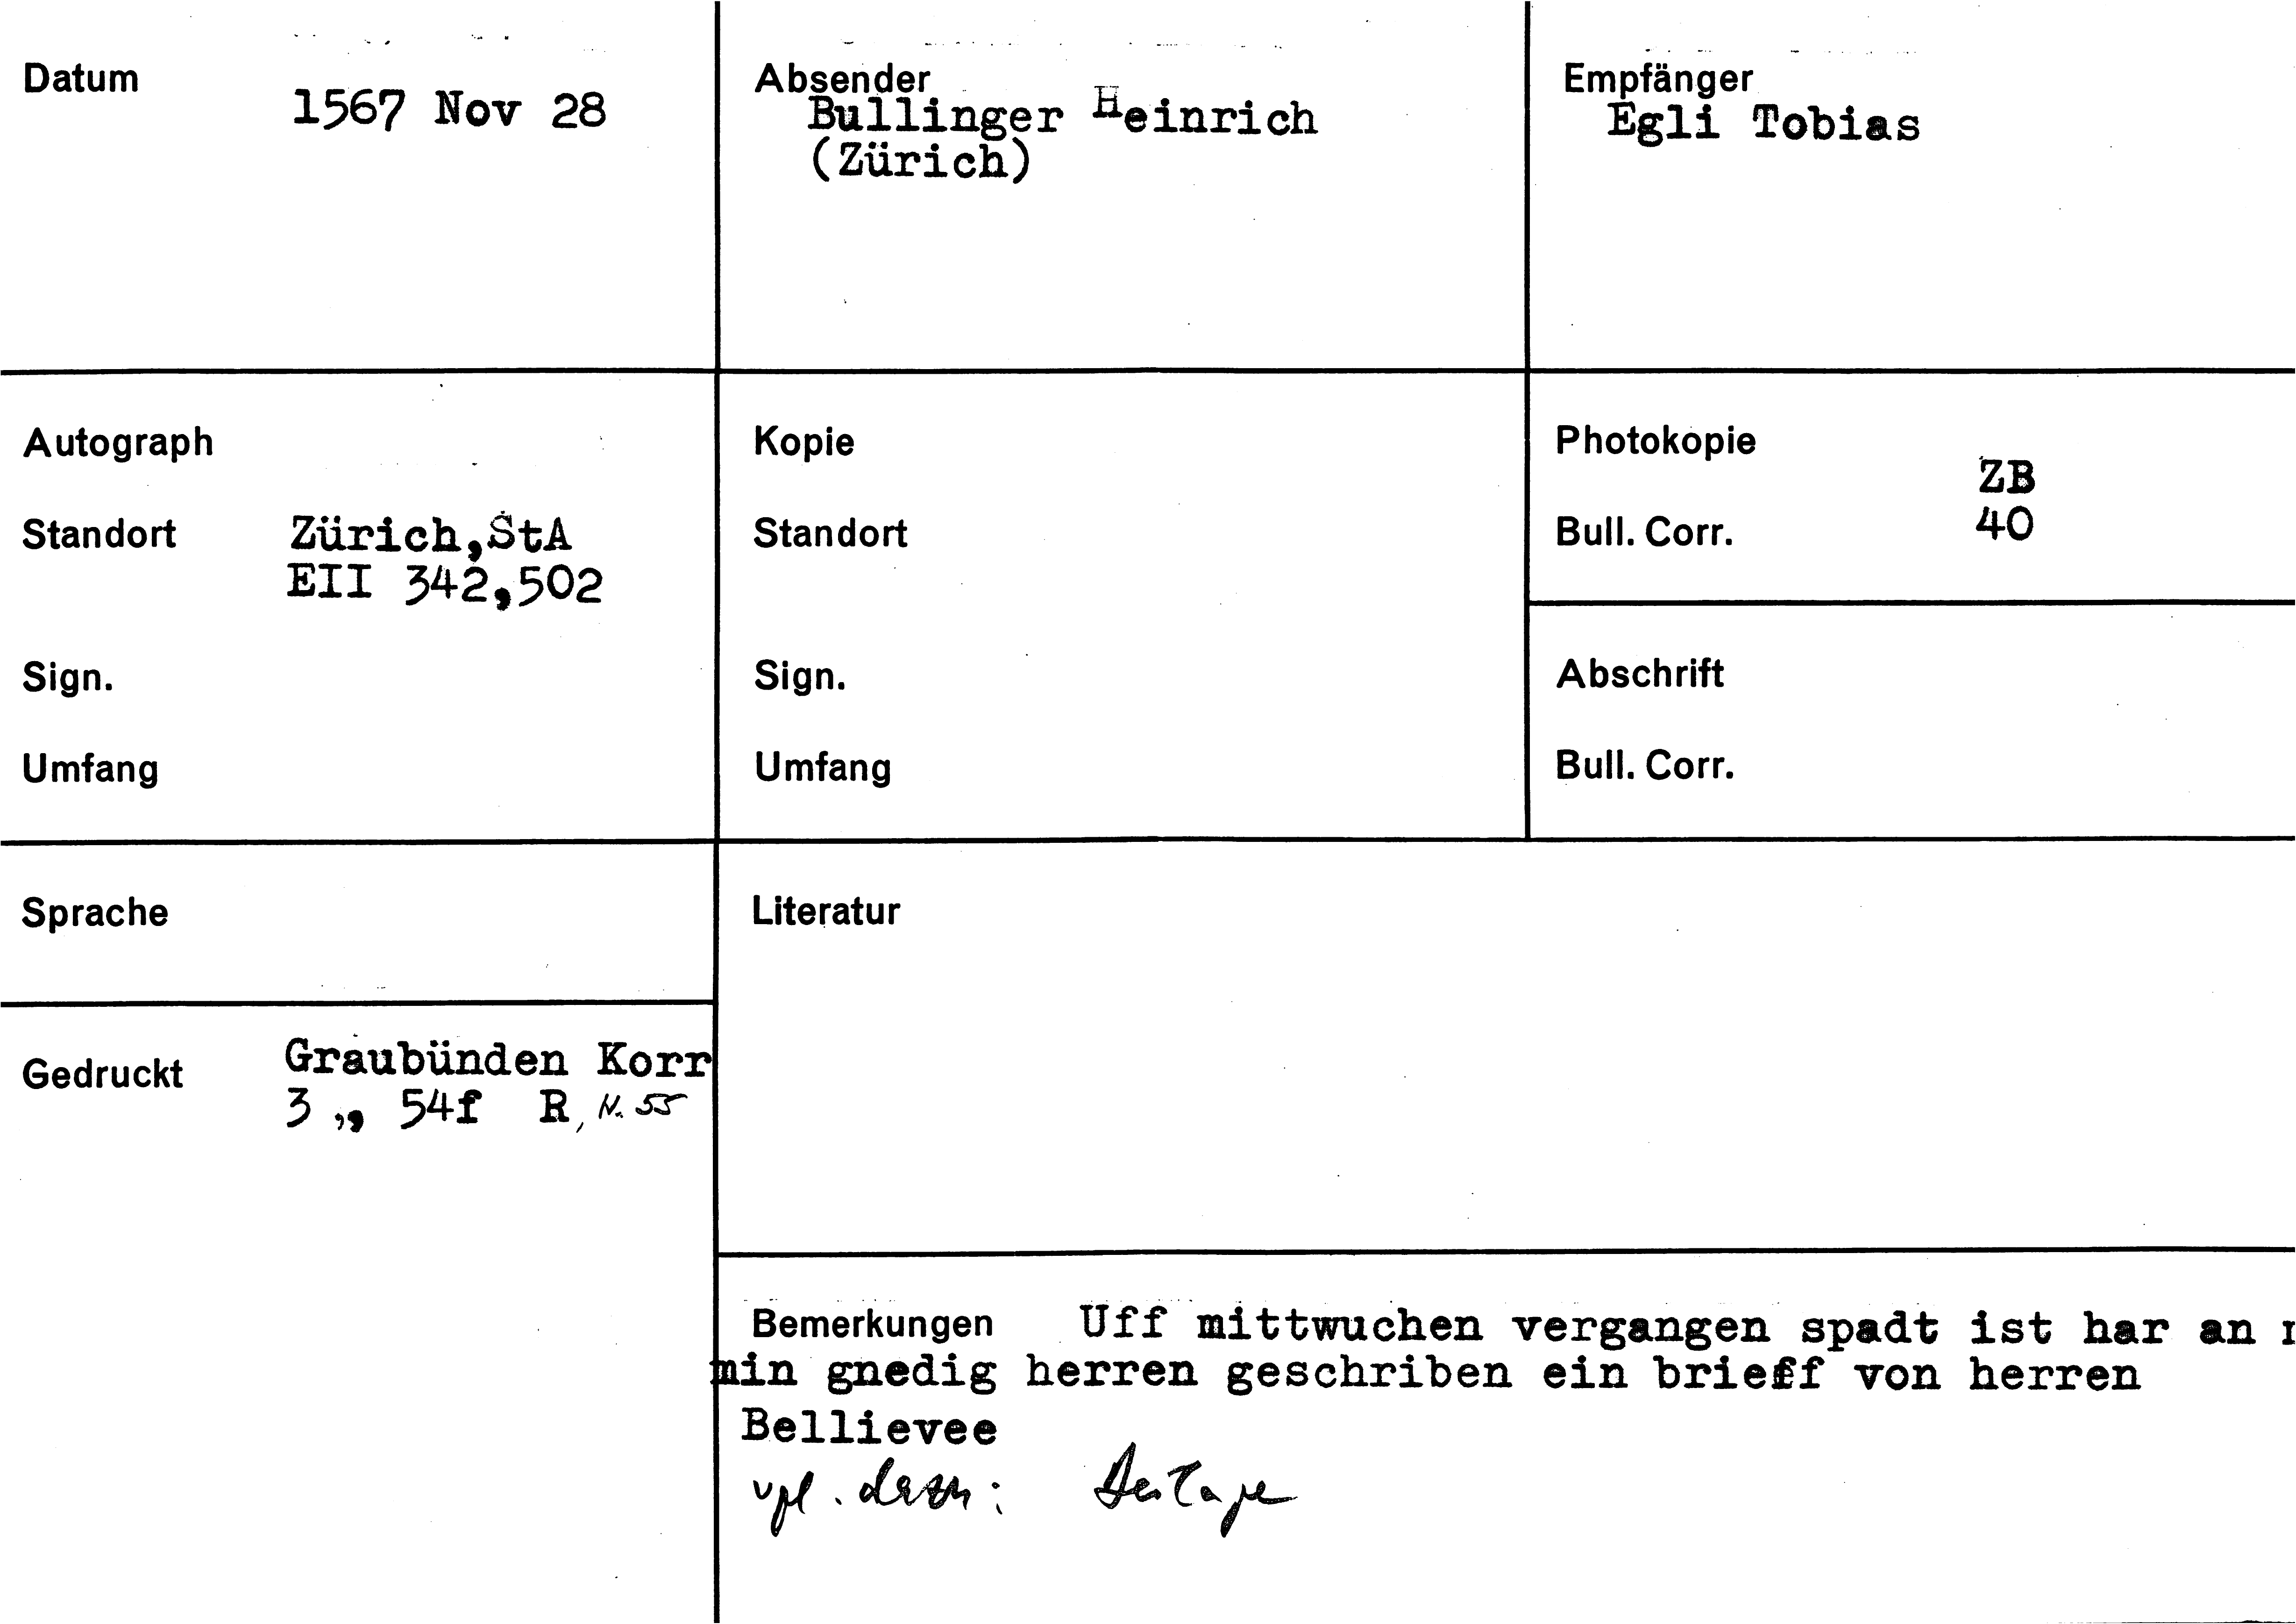 Datum
1567 Nov 28
Absender
Bullinger Heinrich
(Zürich)
Empfänger
Egli Tobias
Autograph
Standort Zürich,StA
EII 342,502
Sign.
Umfang
Kopie
Standort
Sign.
Umfang
Photokopie
ZB
Bull. Corr. 40
Abschrift
Bull. Corr.
Sprache
Literatur
Gedruckt Graubünden Korr
3 ,, 54f R, N. 55
Bemerkungen Uff mittwuchen vergangen spadt ist har an
min gnedig herren geschriben ein brieff von herren
Bellievee
vgl. dazu: Beilage